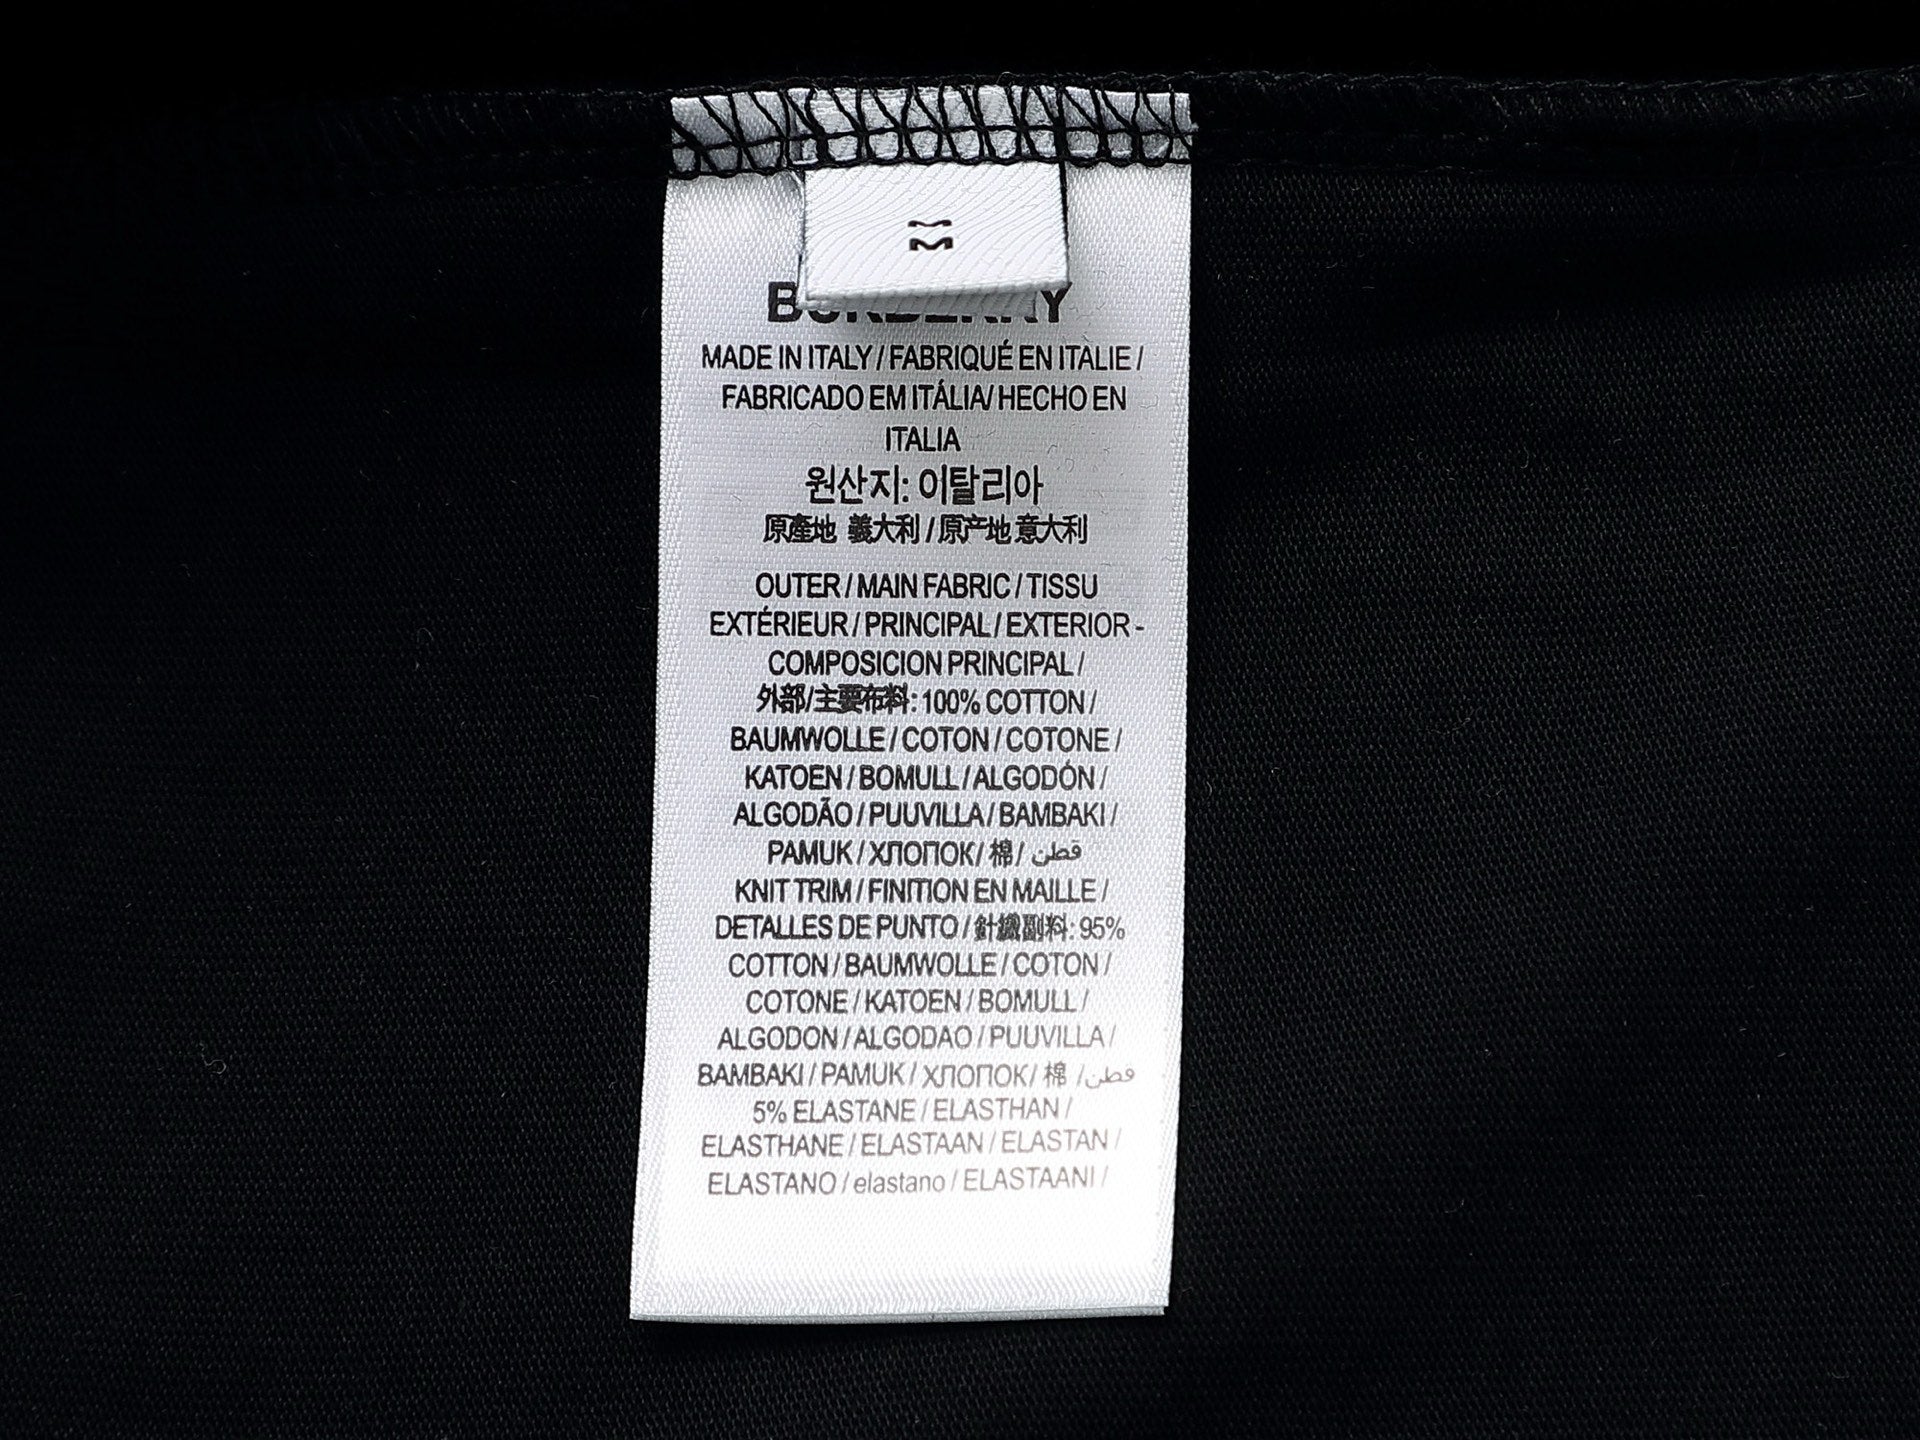 BURBERRY
MADE IN ITALY / FABRIQUÉ EN ITALIE /
FABRICADO EM ITÁLIA/ HECHO EN
ITALIA
원산지: 이탈리아
原產地 義大利 / 原产地 意大利
OUTER / MAIN FABRIC / TISSU
EXTÉRIEUR / PRINCIPAL / EXTERIOR -
COMPOSICION PRINCIPAL /
外部/主要布料: 100% COTTON /
BAUMWOLLE / COTON / COTONE /
KATOEN / BOMULL / ALGODÓN /
ALGODÃO / PUUVILLA / BAMBAKI /
PAMUK / ХЛОПОК/ 棉/ قطن
KNIT TRIM / FINITION EN MAILLE /
DETALLES DE PUNTO / 針織副料: 95%
COTTON / BAUMWOLLE / COTON /
COTONE / KATOEN / BOMULL /
ALGODON / ALGODAO / PUUVILLA /
BAMBAKI / PAMUK / ХЛОПОК/ 棉 /قطن
5% ELASTANE / ELASTHAN /
ELASTHANE / ELASTAAN / ELASTAN /
ELASTANO / elastano / ELASTAANI /